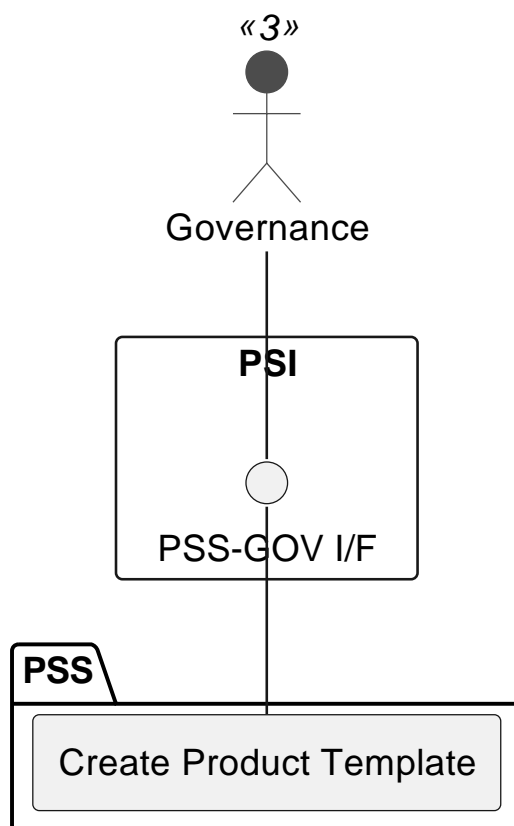 «3»
Governance
PSI
PSS-GOV I/F
PSS
Create Product Template